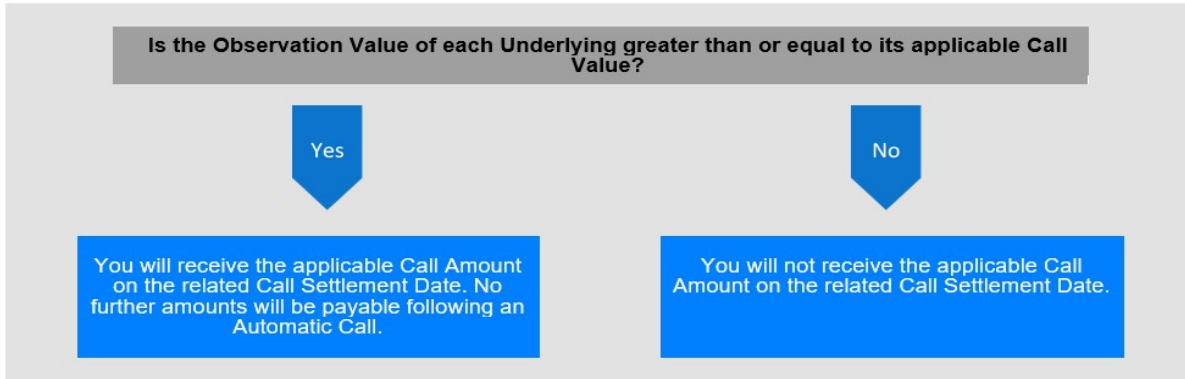 Is the Observation Value of each Underlying greater than or equal to its applicable Call
Value?
Yes
No
You will receive the applicable Call Amount
on the related Call Settlement Date. No
further amounts will be payable following an
Automatic Call.
You will not receive the applicable Call
Amount on the related Call Settlement Date.